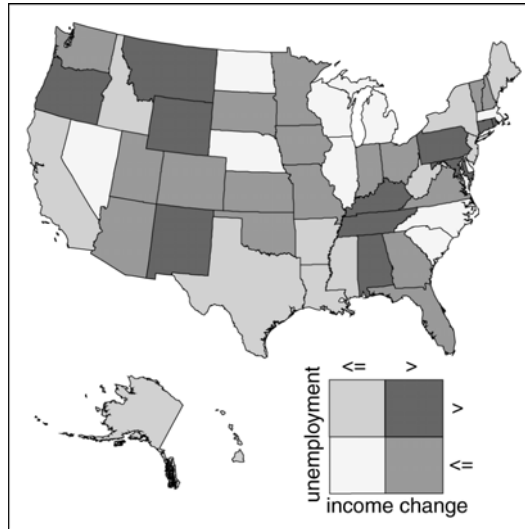 <= >
unemployment
>
<=
income change